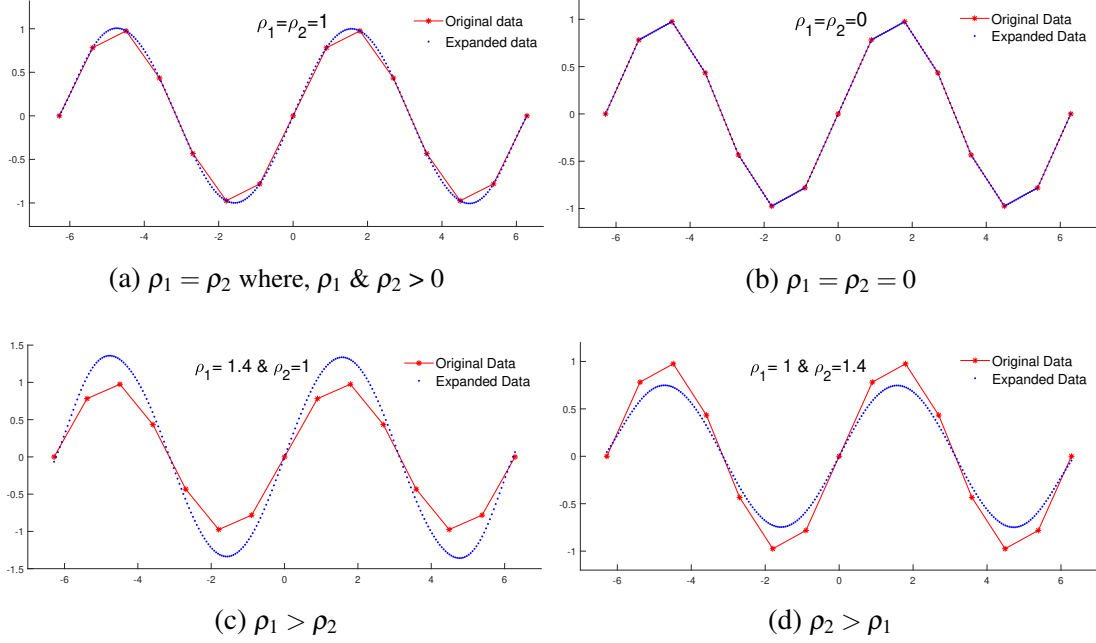 ρ1=ρ2=1
Original data
Expanded data
1
0.5
0
-0.5
-1
-6 -4 -2 0 2 4 6
(a) ρ1 = ρ2 where, ρ1 & ρ2 > 0
ρ1=ρ2=0
Original Data
Expanded Data
1
0.5
0
-0.5
-1
-6 -4 -2 0 2 4 6
(b) ρ1 = ρ2 = 0
ρ1= 1.4 & ρ2=1
Original Data
Expanded Data
1.5
1
0.5
0
-0.5
-1
-1.5
-6 -4 -2 0 2 4 6
(c) ρ1 > ρ2
ρ1= 1 & ρ2=1.4
Original Data
Expanded Data
1
0.5
0
-0.5
-1
-6 -4 -2 0 2 4 6
(d) ρ2 > ρ1